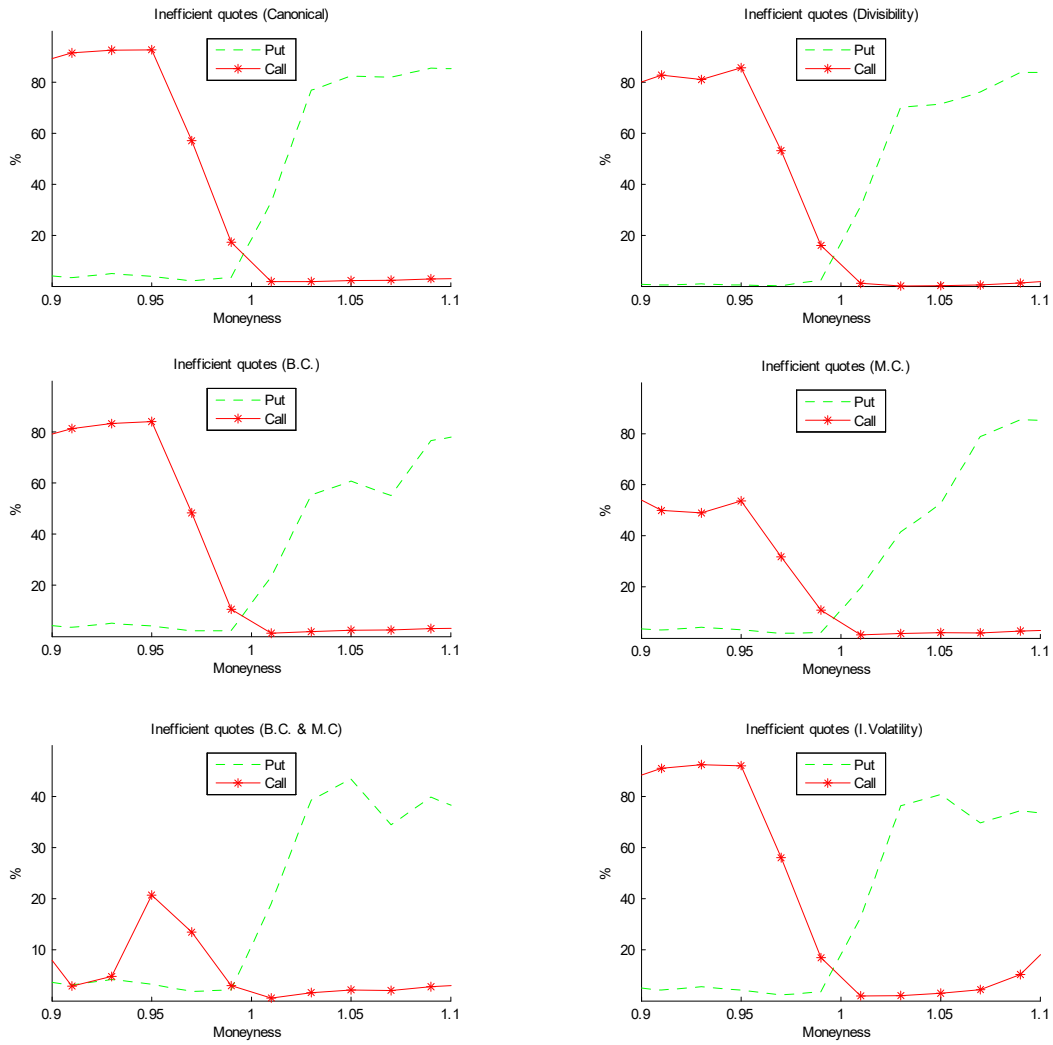 Inefficient quotes (Canonical)
Put
Call
80
60
40
20
%
0.9 0.95 1 1.05 1.1
Moneyness
Inefficient quotes (Divisibility)
Put
Call
80
60
40
20
%
0.9 0.95 1 1.05 1.1
Moneyness
Inefficient quotes (B.C.)
Put
Call
80
60
40
20
%
0.9 0.95 1 1.05 1.1
Moneyness
Inefficient quotes (M.C.)
Put
Call
80
60
40
20
%
0.9 0.95 1 1.05 1.1
Moneyness
Inefficient quotes (B.C. & M.C)
Put
Call
40
30
20
10
%
0.9 0.95 1 1.05 1.1
Moneyness
Inefficient quotes (I.Volatility)
Put
Call
80
60
40
20
%
0.9 0.95 1 1.05 1.1
Moneyness